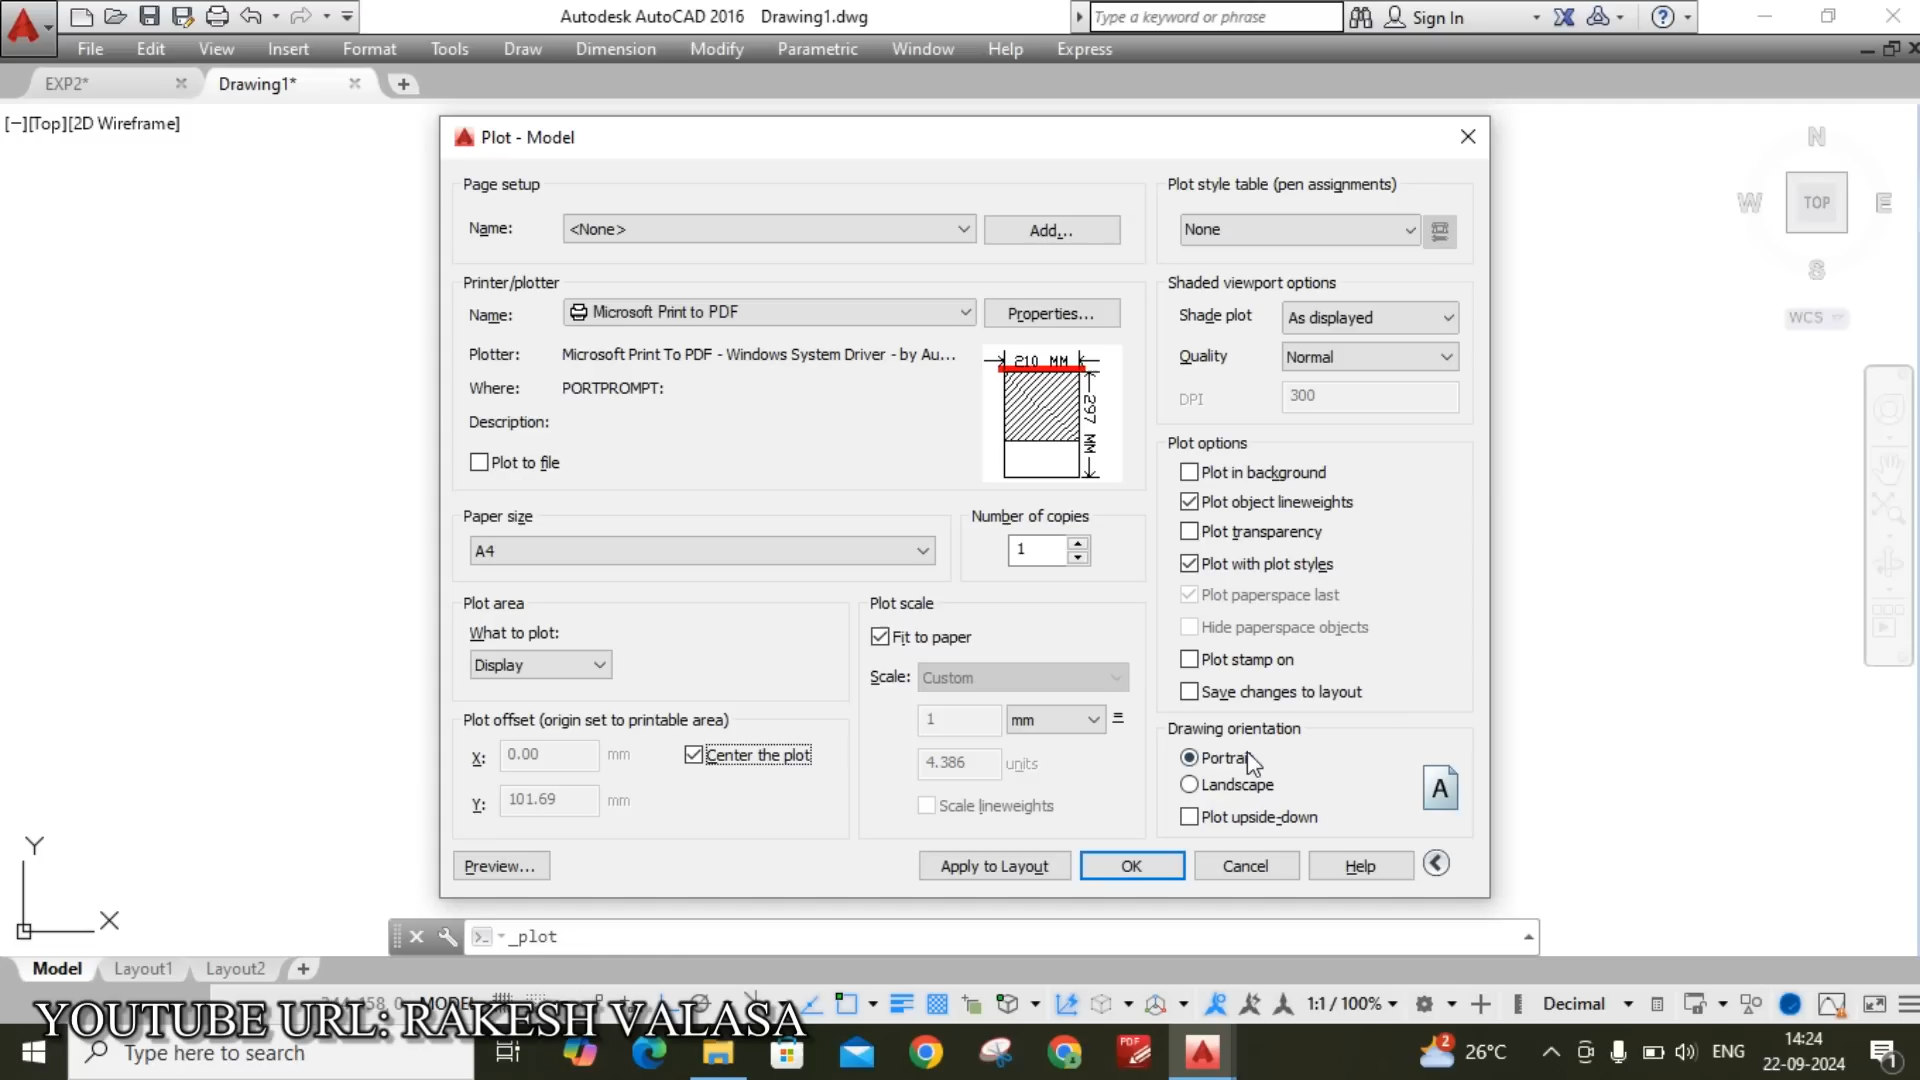 Autodesk AutoCAD 2016 Drawing1.dwg
Type a keyword or phrase
Sign In
File Edit View Insert Format Tools Draw Dimension Modify Parametric Window Help Express
EXP2*
Drawing1*
[−][Top][2D Wireframe]
N
W
TOP
E
S
WCS
Plot - Model
Page setup
Name:
<None>
Add...
Printer/plotter
Name:
Microsoft Print to PDF
Properties...
Plotter:
Microsoft Print To PDF - Windows System Driver - by Au...
Where:
PORTPROMPT:
Description:
Plot to file
210 MM
297 MM
Paper size
A4
Number of copies
1
Plot area
What to plot:
Display
Plot offset (origin set to printable area)
X:
0.00
mm
Center the plot
Y:
101.69
mm
Plot scale
Fit to paper
Scale:
Custom
1
mm
=
4.386
units
Scale lineweights
Plot style table (pen assignments)
None
Shaded viewport options
Shade plot
As displayed
Quality
Normal
DPI
300
Plot options
Plot in background
Plot object lineweights
Plot transparency
Plot with plot styles
Plot paperspace last
Hide paperspace objects
Plot stamp on
Save changes to layout
Drawing orientation
Portrait
Landscape
Plot upside-down
A
Preview...
Apply to Layout
OK
Cancel
Help
Y
X
_plot
Model
Layout1
Layout2
1:1 / 100%
Decimal
YOUTUBE URL: RAKESH VALASA
Type here to search
PDF
2
26°C
ENG
14:24
22-09-2024
1